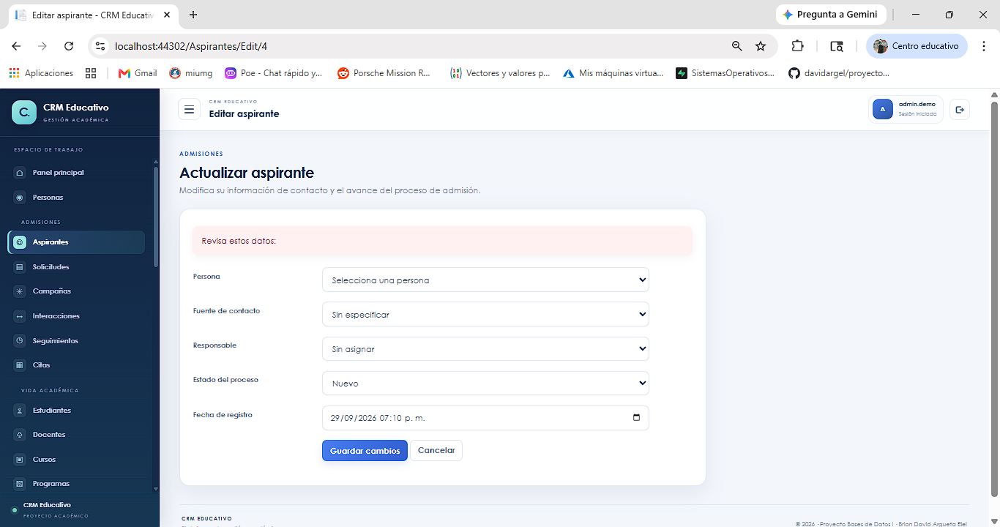 Editar aspirante - CRM Educativ
Pregunta a Gemini
localhost:44302/Aspirantes/Edit/4
Centro educativo
Aplicaciones
Gmail
miumg
Poe - Chat rápido y...
Porsche Mission R...
Vectores y valores p...
Mis máquinas virtua...
SistemasOperativos...
davidargel/proyecto...
C.
CRM Educativo
GESTIÓN ACADÉMICA
ESPACIO DE TRABAJO
Panel principal
Personas
ADMISIONES
Aspirantes
Solicitudes
Campañas
Interacciones
Seguimientos
Citas
VIDA ACADÉMICA
Estudiantes
Docentes
Cursos
Programas
CRM Educativo
PROYECTO ACADÉMICO
CRM EDUCATIVO
Editar aspirante
A
admin.demo
Sesión iniciada
ADMISIONES
Actualizar aspirante
Modifica su información de contacto y el avance del proceso de admisión.
Revisa estos datos:
Persona
Selecciona una persona
Fuente de contacto
Sin especificar
Responsable
Sin asignar
Estado del proceso
Nuevo
Fecha de registro
29/09/2026 07:10 p. m.
Guardar cambios
Cancelar
CRM EDUCATIVO
© 2026 · Proyecto Bases de Datos I · Brian David Argueta Elel